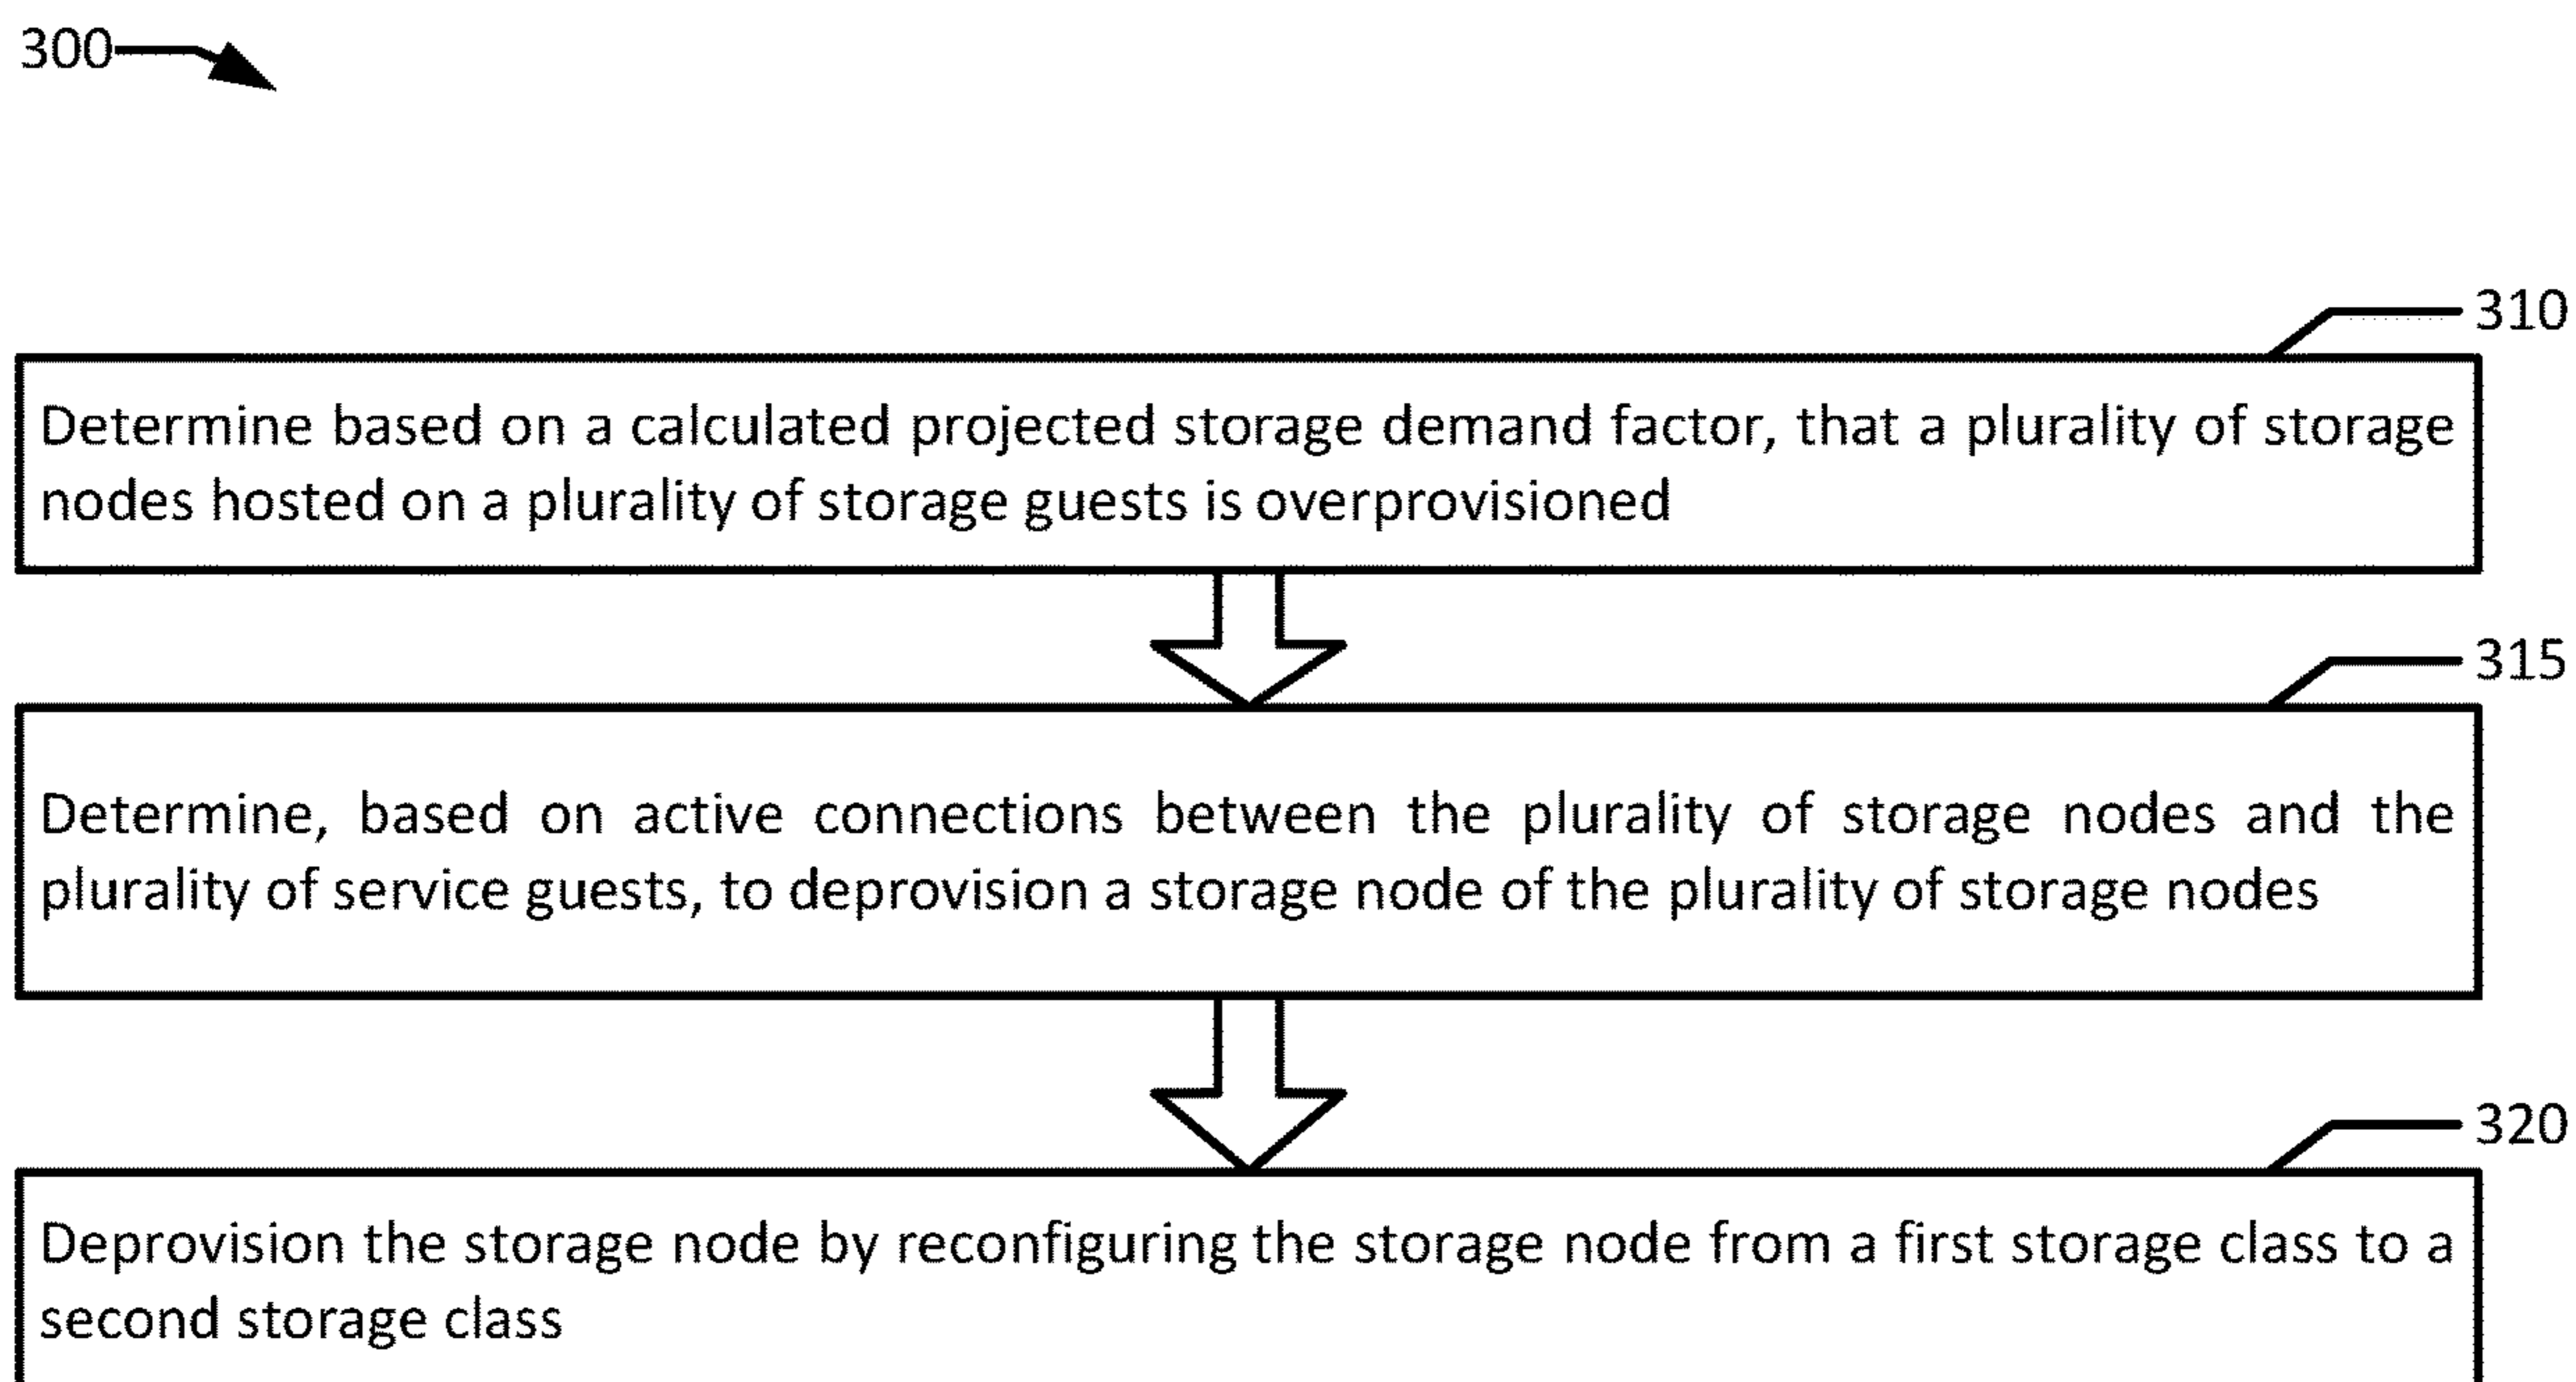 300
310
Determine based on a calculated projected storage demand factor, that a plurality of storage
nodes hosted on a plurality of storage guests is overprovisioned
315
Determine, based on active connections between the plurality of storage nodes and the
plurality of service guests, to deprovision a storage node of the plurality of storage nodes
320
Deprovision the storage node by reconfiguring the storage node from a first storage class to a
second storage class